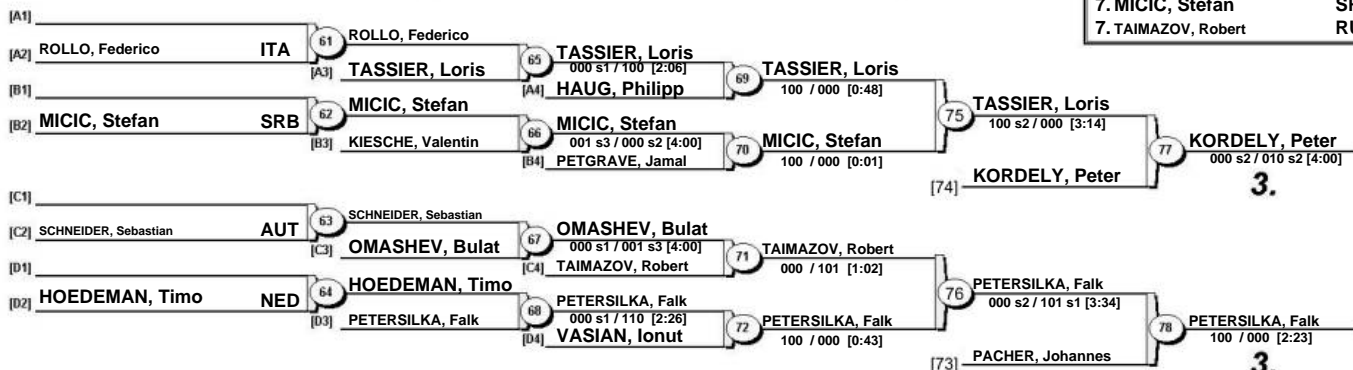 7. MICIC, Stefan
7. TAIMAZOV, Robert
[A1]
[A2] ROLLO, Federico ITA
61
ROLLO, Federico
[A3] TASSIER, Loris
65
TASSIER, Loris
000 s1 / 100 [2:06]
[A4] HAUG, Philipp
69
TASSIER, Loris
100 / 000 [0:48]
[B1]
[B2] MICIC, Stefan SRB
62
MICIC, Stefan
[B3] KIESCHE, Valentin
66
MICIC, Stefan
001 s3 / 000 s2 [4:00]
[B4] PETGRAVE, Jamal
70
MICIC, Stefan
100 / 000 [0:01]
75
TASSIER, Loris
100 s2 / 000 [3:14]
[74] KORDELY, Peter
77
KORDELY, Peter
000 s2 / 010 s2 [4:00]
3.
[C1]
[C2] SCHNEIDER, Sebastian AUT
63
SCHNEIDER, Sebastian
[C3] OMASHEV, Bulat
67
OMASHEV, Bulat
000 s1 / 001 s3 [4:00]
[C4] TAIMAZOV, Robert
71
TAIMAZOV, Robert
000 / 101 [1:02]
[D1]
[D2] HOEDEMAN, Timo NED
64
HOEDEMAN, Timo
[D3] PETERSILKA, Falk
68
PETERSILKA, Falk
000 s1 / 110 [2:26]
[D4] VASIAN, Ionut
72
PETERSILKA, Falk
100 / 000 [0:43]
76
PETERSILKA, Falk
000 s2 / 101 s1 [3:34]
[73] PACHER, Johannes
78
PETERSILKA, Falk
100 / 000 [2:23]
3.